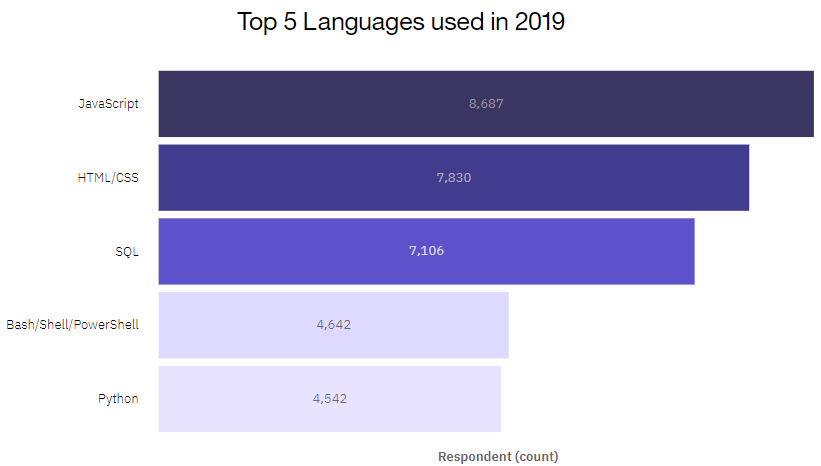 Top 5 Languages used in 2019
JavaScript 8,687
HTML/CSS 7,830
SQL 7,106
Bash/Shell/PowerShell 4,642
Python 4,542
Respondent (count)